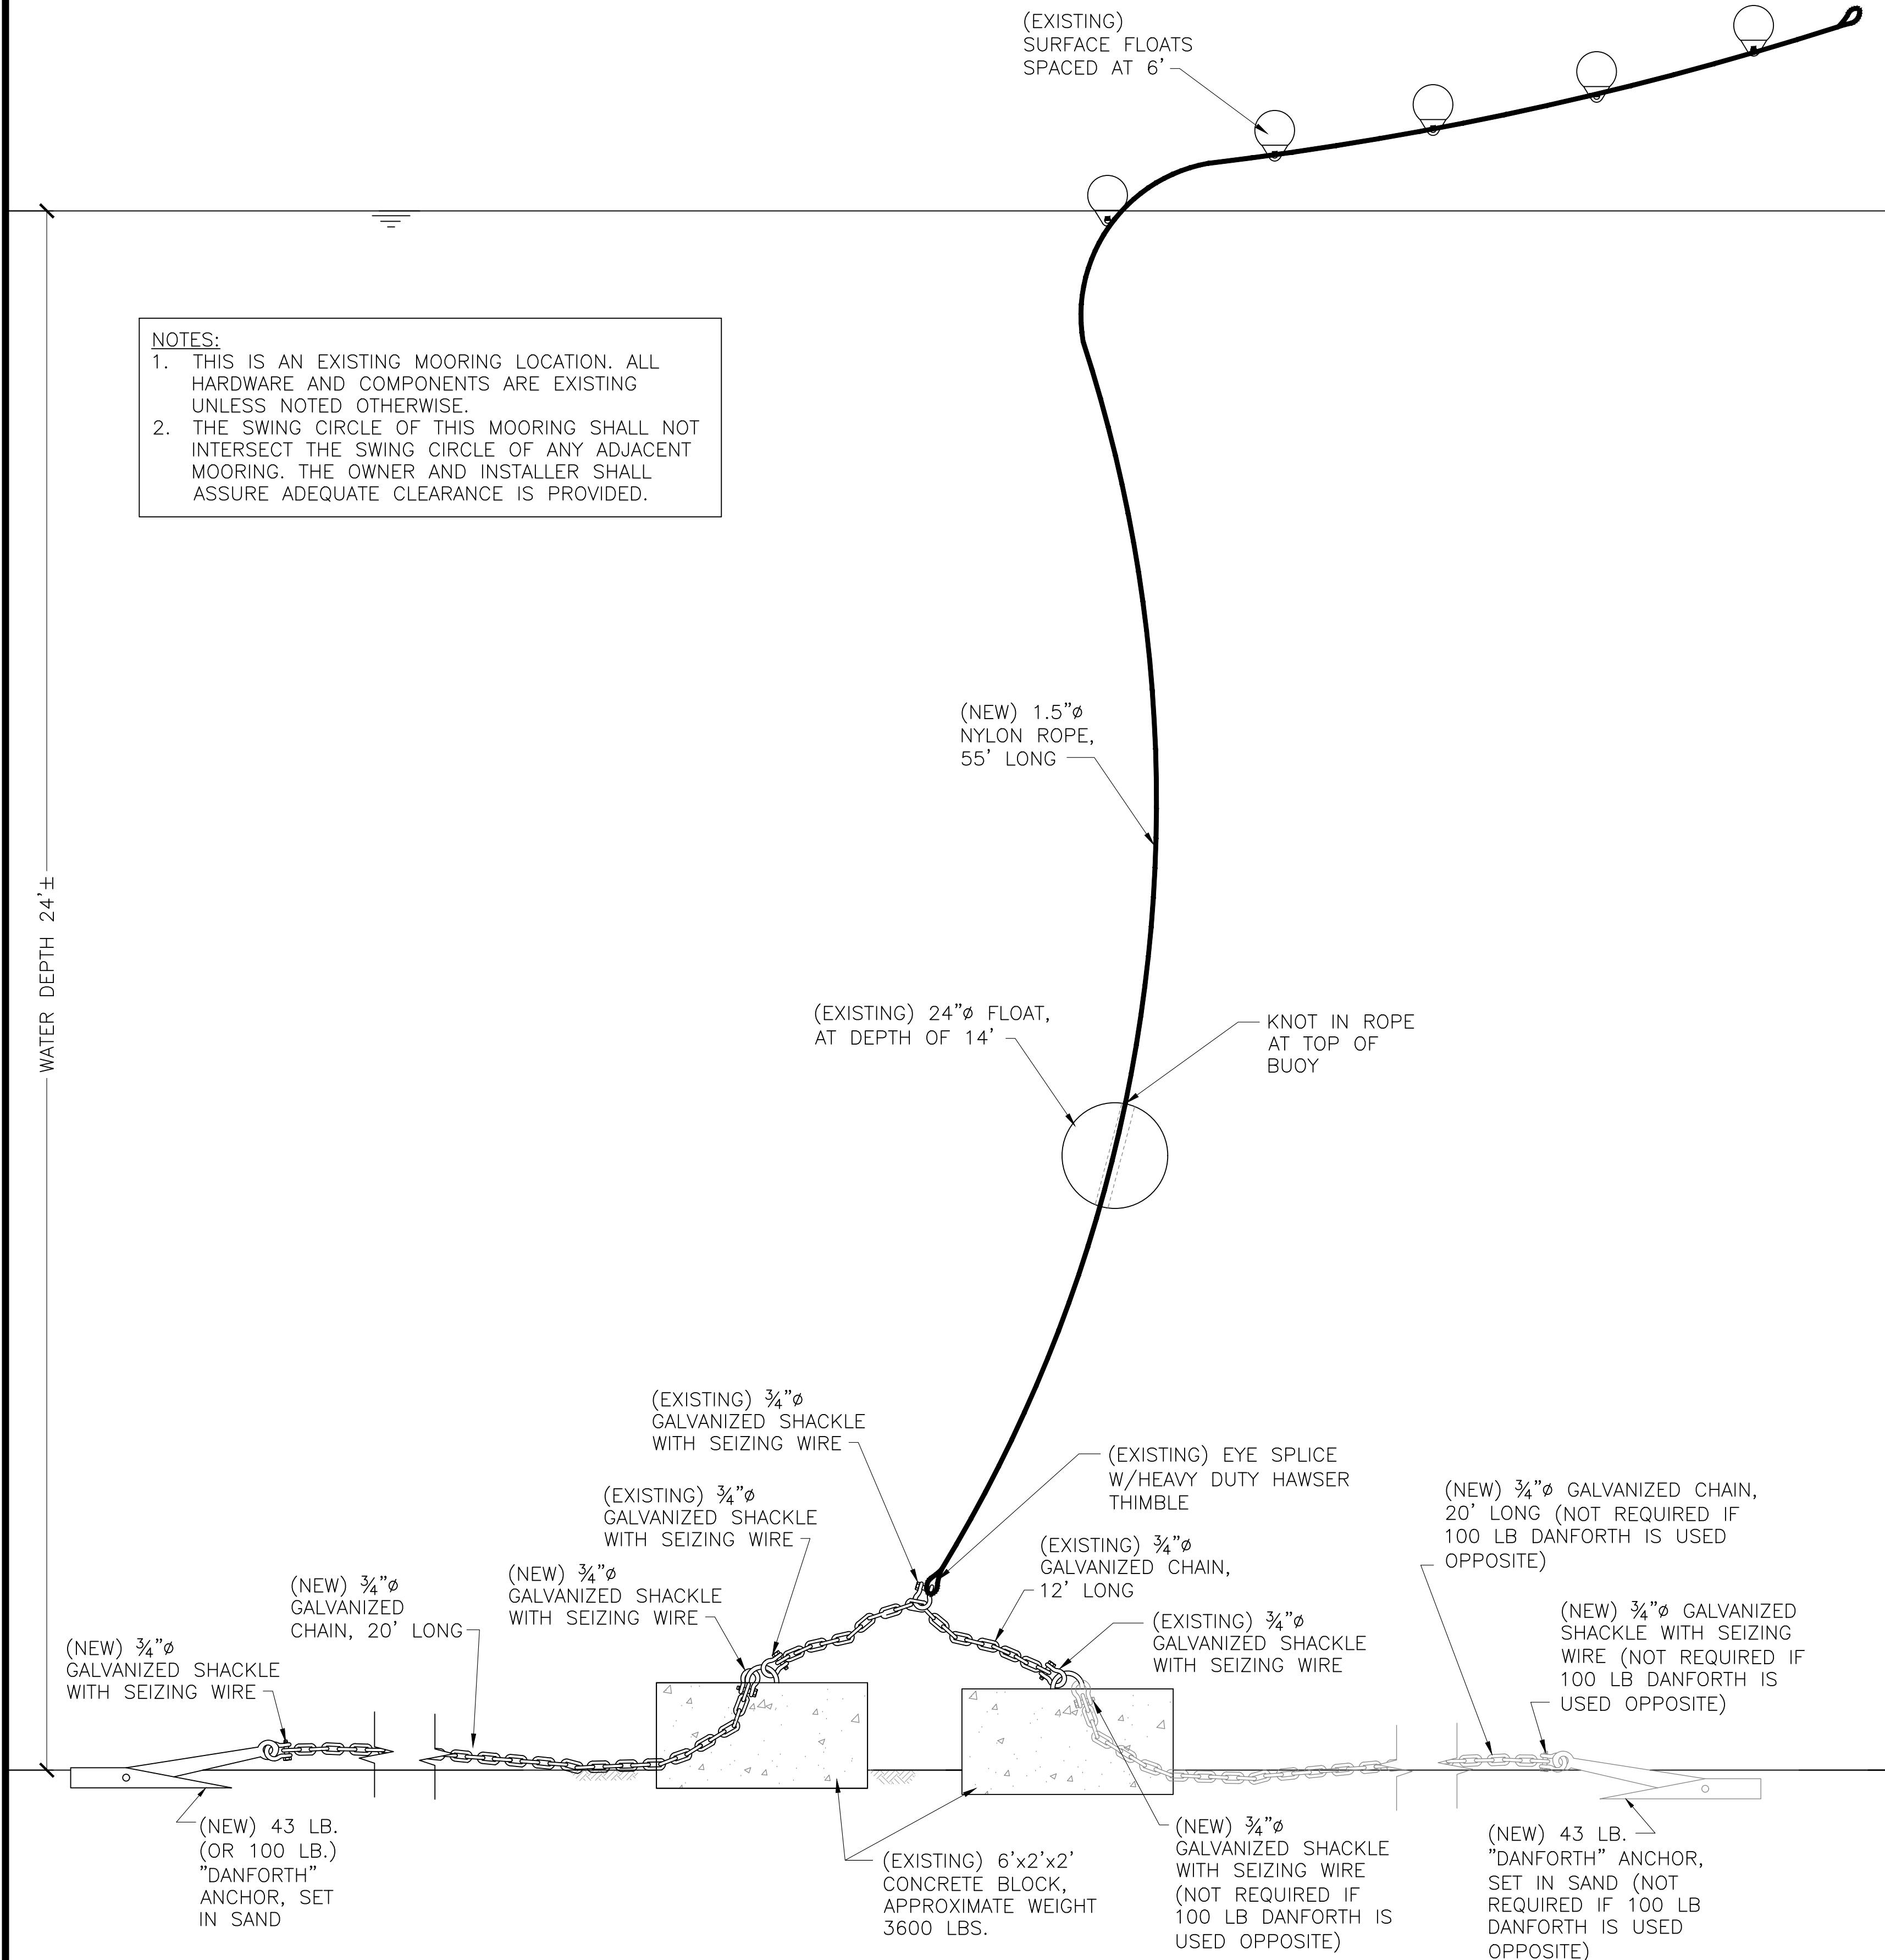 (EXISTING)
SURFACE FLOATS
SPACED AT 6'
NOTES:
1. THIS IS AN EXISTING MOORING LOCATION. ALL
HARDWARE AND COMPONENTS ARE EXISTING
UNLESS NOTED OTHERWISE.
2. THE SWING CIRCLE OF THIS MOORING SHALL NOT
INTERSECT THE SWING CIRCLE OF ANY ADJACENT
MOORING. THE OWNER AND INSTALLER SHALL
ASSURE ADEQUATE CLEARANCE IS PROVIDED.
(NEW) 1.5"ø
NYLON ROPE,
55' LONG
WATER DEPTH 24'±
(EXISTING) 24"ø FLOAT,
AT DEPTH OF 14'
KNOT IN ROPE
AT TOP OF
BUOY
(EXISTING) ¾"ø
GALVANIZED SHACKLE
WITH SEIZING WIRE
(EXISTING) EYE SPLICE
W/HEAVY DUTY HAWSER
THIMBLE
(EXISTING) ¾"ø
GALVANIZED SHACKLE
WITH SEIZING WIRE
(NEW) ¾"ø GALVANIZED CHAIN,
20' LONG (NOT REQUIRED IF
100 LB DANFORTH IS USED
OPPOSITE)
(EXISTING) ¾"ø
GALVANIZED CHAIN,
12' LONG
(NEW) ¾"ø
GALVANIZED SHACKLE
WITH SEIZING WIRE
(NEW) ¾"ø
GALVANIZED
CHAIN, 20' LONG
(EXISTING) ¾"ø
GALVANIZED SHACKLE
WITH SEIZING WIRE
(NEW) ¾"ø GALVANIZED
SHACKLE WITH SEIZING
WIRE (NOT REQUIRED IF
100 LB DANFORTH IS
USED OPPOSITE)
(NEW) ¾"ø
GALVANIZED SHACKLE
WITH SEIZING WIRE
(NEW) 43 LB.
(OR 100 LB.)
"DANFORTH"
ANCHOR, SET
IN SAND
(EXISTING) 6'x2'x2'
CONCRETE BLOCK,
APPROXIMATE WEIGHT
3600 LBS.
(NEW) ¾"ø
GALVANIZED SHACKLE
WITH SEIZING WIRE
(NOT REQUIRED IF
100 LB DANFORTH IS
USED OPPOSITE)
(NEW) 43 LB.
"DANFORTH" ANCHOR,
SET IN SAND (NOT
REQUIRED IF 100 LB
DANFORTH IS USED
OPPOSITE)